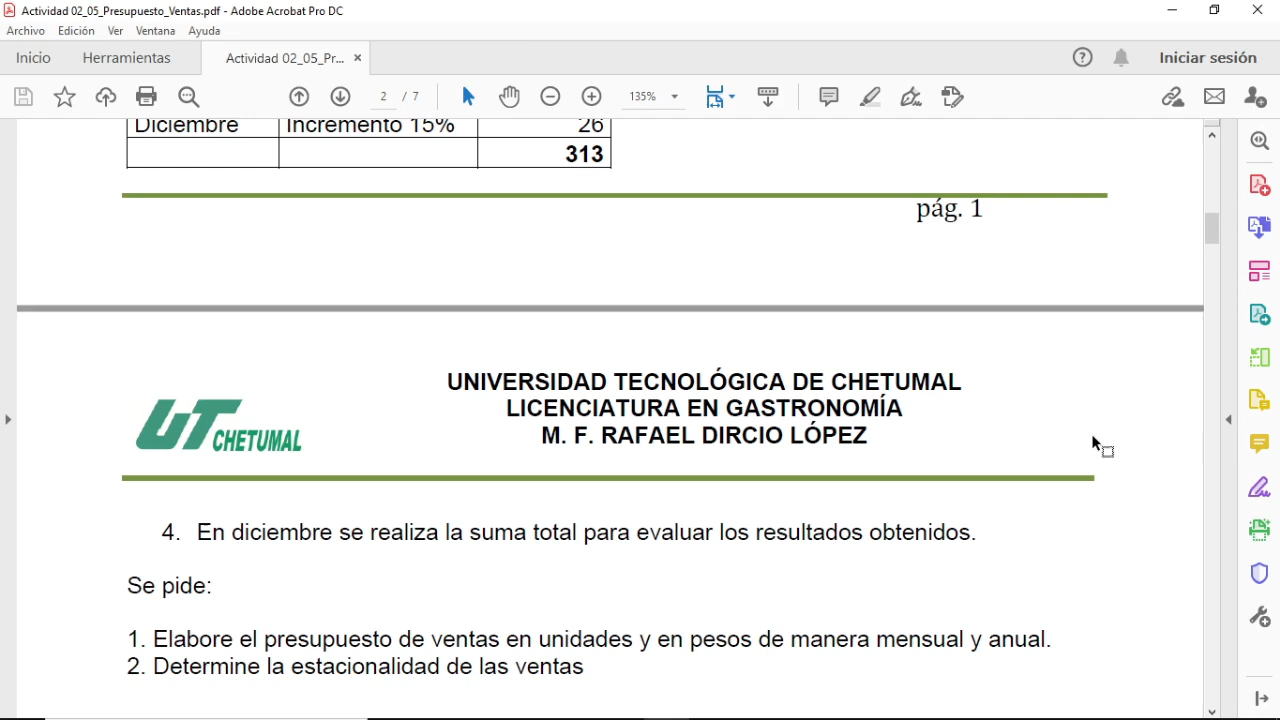 Actividad 02_05_Presupuesto_Ventas.pdf - Adobe Acrobat Pro DC
Archivo Edición Ver Ventana Ayuda
Inicio Herramientas Actividad 02_05_Pr... × Iniciar sesión
2 / 7 135%
Diciembre Incremento 15% 26
313
pág. 1
UT CHETUMAL
UNIVERSIDAD TECNOLÓGICA DE CHETUMAL
LICENCIATURA EN GASTRONOMÍA
M. F. RAFAEL DIRCIO LÓPEZ
4. En diciembre se realiza la suma total para evaluar los resultados obtenidos.
Se pide:
1. Elabore el presupuesto de ventas en unidades y en pesos de manera mensual y anual.
2. Determine la estacionalidad de las ventas